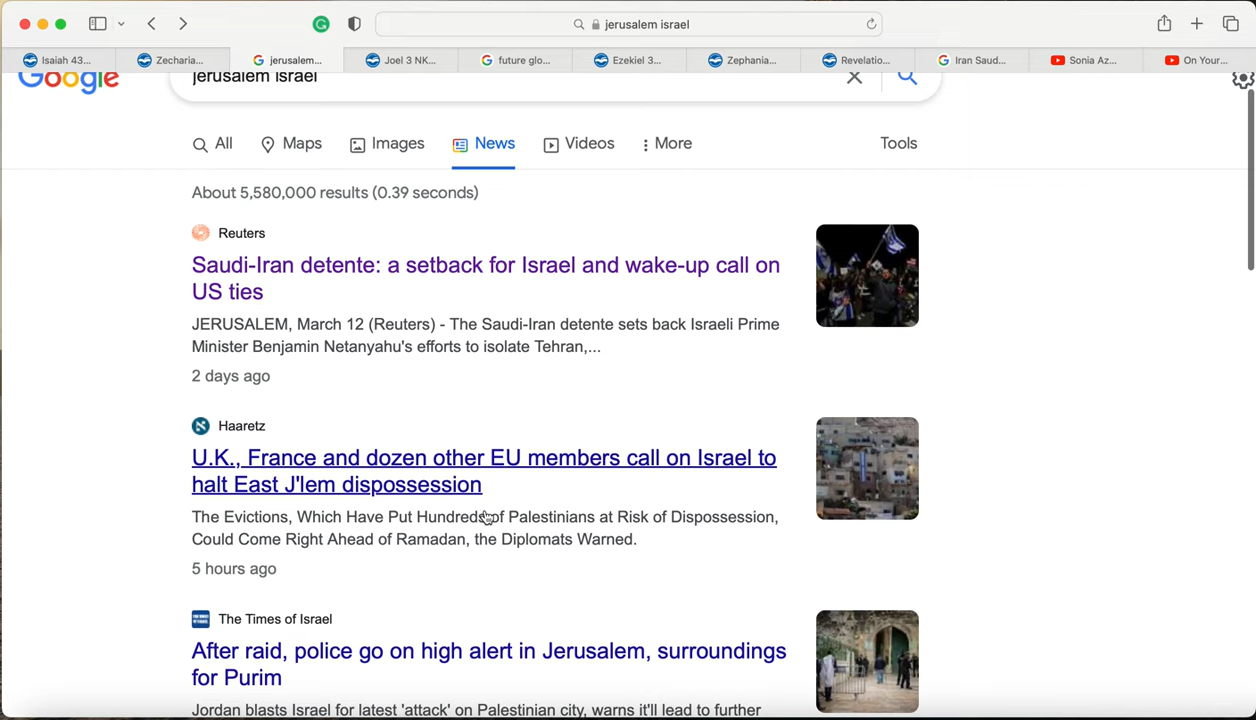 jerusalem israel
Isaiah 43...
Zecharia...
jerusalem...
Joel 3 NK...
future glo...
Ezekiel 3...
Zephania...
Revelatio...
Iran Saud...
Sonia Az...
On Your...
Google
jerusalem israel
All
Maps
Images
News
Videos
More
Tools
About 5,580,000 results (0.39 seconds)
Reuters
Saudi-Iran detente: a setback for Israel and wake-up call on
US ties
JERUSALEM, March 12 (Reuters) - The Saudi-Iran detente sets back Israeli Prime
Minister Benjamin Netanyahu's efforts to isolate Tehran,...
2 days ago
Haaretz
U.K., France and dozen other EU members call on Israel to
halt East J'lem dispossession
The Evictions, Which Have Put Hundreds of Palestinians at Risk of Dispossession,
Could Come Right Ahead of Ramadan, the Diplomats Warned.
5 hours ago
The Times of Israel
After raid, police go on high alert in Jerusalem, surroundings
for Purim
Jordan blasts Israel for latest 'attack' on Palestinian city, warns it'll lead to further